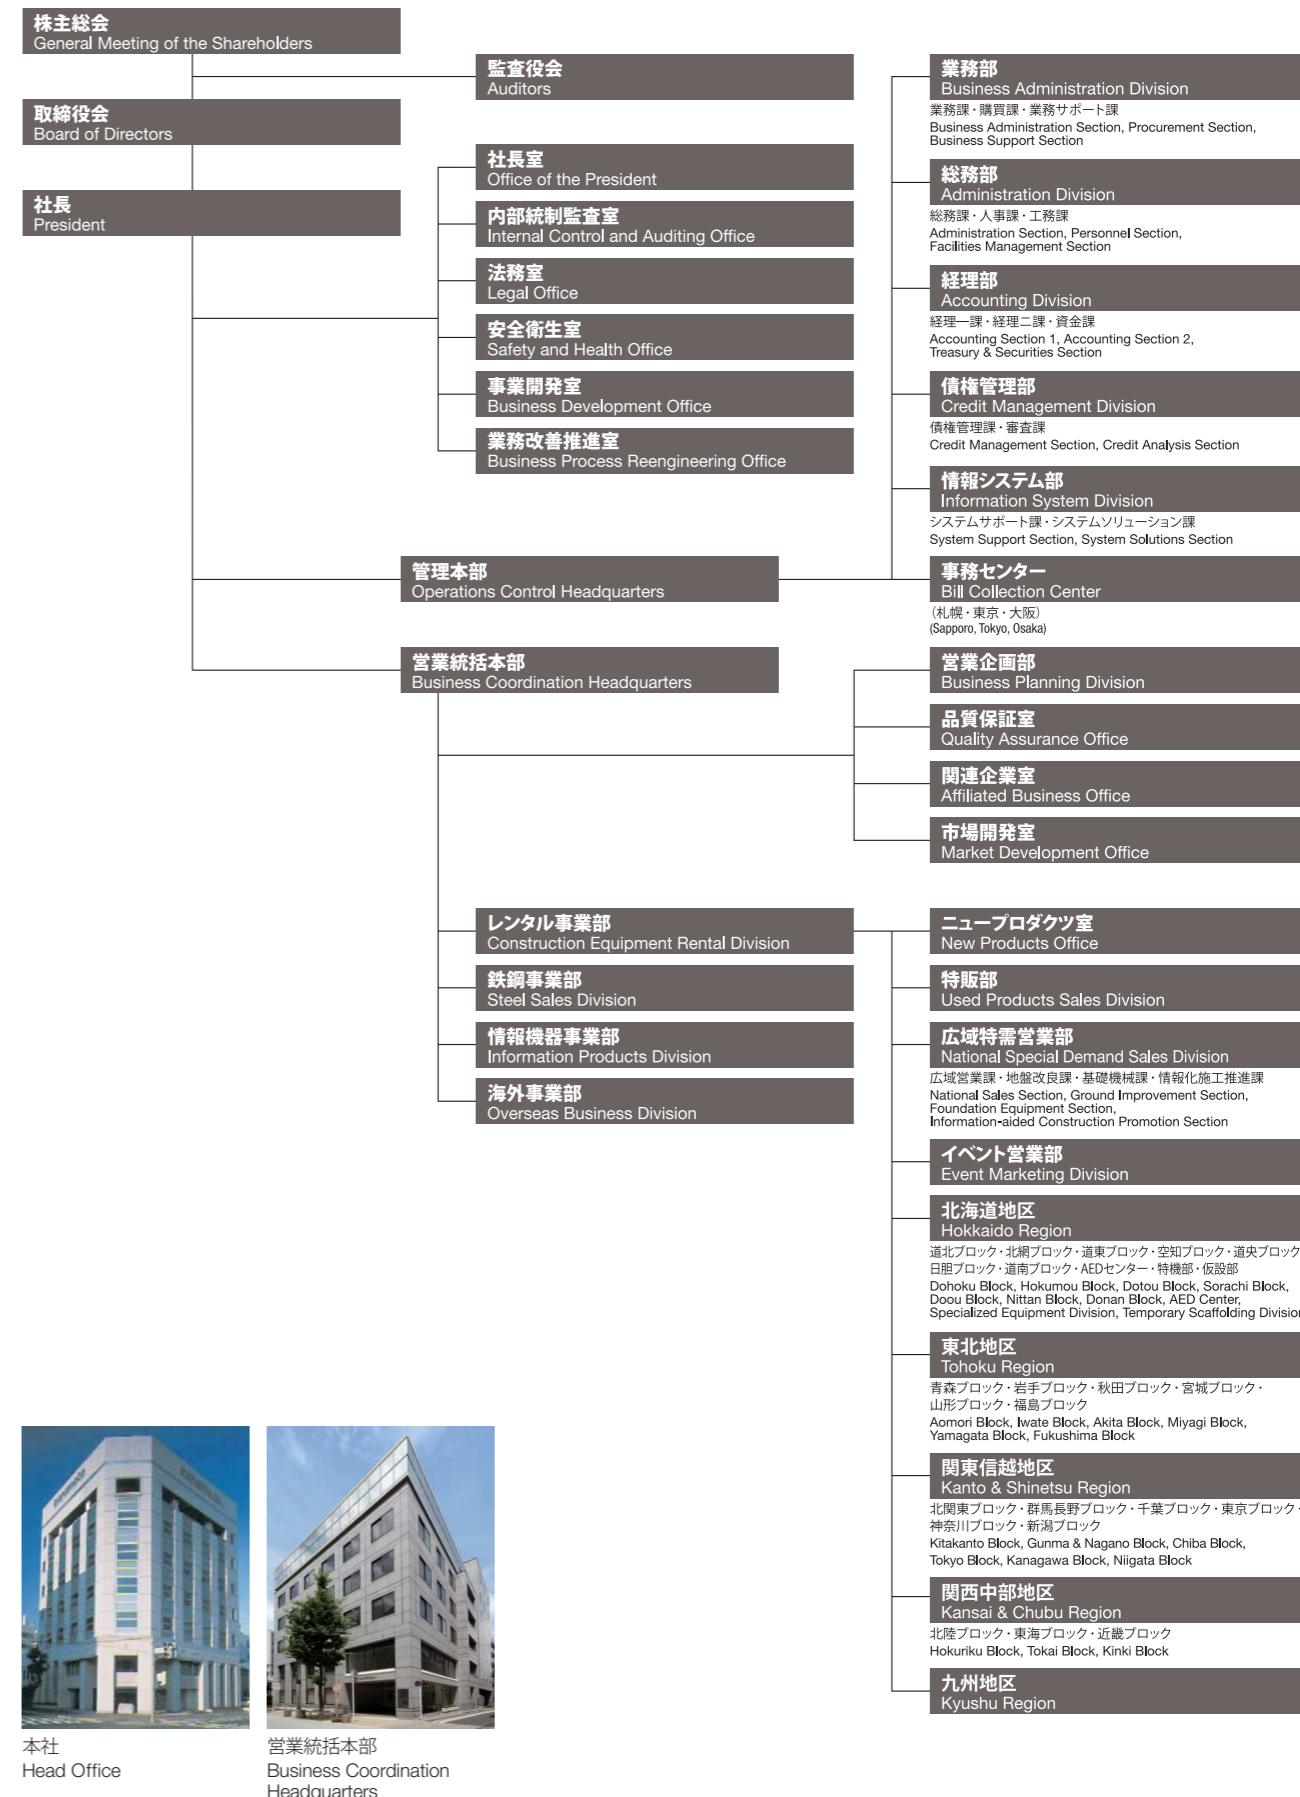 株主総会
General Meeting of the Shareholders
取締役会
Board of Directors
社長
President
監査役会
Auditors
社長室
Office of the President
内部統制監査室
Internal Control and Auditing Office
法務室
Legal Office
安全衛生室
Safety and Health Office
事業開発室
Business Development Office
業務改善推進室
Business Process Reengineering Office
管理本部
Operations Control Headquarters
業務部
Business Administration Division
業務課・購買課・業務サポート課
Business Administration Section, Procurement Section,
Business Support Section
総務部
Administration Division
総務課・人事課・工務課
Administration Section, Personnel Section,
Facilities Management Section
経理部
Accounting Division
経理一課・経理二課・資金課
Accounting Section 1, Accounting Section 2,
Treasury & Securities Section
債権管理部
Credit Management Division
債権管理課・審査課
Credit Management Section, Credit Analysis Section
情報システム部
Information System Division
システムサポート課・システムソリューション課
System Support Section, System Solutions Section
事務センター
Bill Collection Center
（札幌・東京・大阪）
(Sapporo, Tokyo, Osaka)
営業統括本部
Business Coordination Headquarters
営業企画部
Business Planning Division
品質保証室
Quality Assurance Office
関連企業室
Affiliated Business Office
市場開発室
Market Development Office
レンタル事業部
Construction Equipment Rental Division
鉄鋼事業部
Steel Sales Division
情報機器事業部
Information Products Division
海外事業部
Overseas Business Division
ニュープロダクツ室
New Products Office
特販部
Used Products Sales Division
広域特需営業部
National Special Demand Sales Division
広域営業課・地盤改良課・基礎機械課・情報化施工推進課
National Sales Section, Ground Improvement Section,
Foundation Equipment Section,
Information-aided Construction Promotion Section
イベント営業部
Event Marketing Division
北海道地区
Hokkaido Region
道北ブロック・北網ブロック・道東ブロック・空知ブロック・道央ブロック
日胆ブロック・道南ブロック・AEDセンター・特機部・仮設部
Dohoku Block, Hokumou Block, Dotou Block, Sorachi Block,
Doou Block, Nittan Block, Donan Block, AED Center,
Specialized Equipment Division, Temporary Scaffolding Division
東北地区
Tohoku Region
青森ブロック・岩手ブロック・秋田ブロック・宮城ブロック・
山形ブロック・福島ブロック
Aomori Block, Iwate Block, Akita Block, Miyagi Block,
Yamagata Block, Fukushima Block
関東信越地区
Kanto & Shinetsu Region
北関東ブロック・群馬長野ブロック・千葉ブロック・東京ブロック・
神奈川ブロック・新潟ブロック
Kitakanto Block, Gunma & Nagano Block, Chiba Block,
Tokyo Block, Kanagawa Block, Niigata Block
関西中部地区
Kansai & Chubu Region
北陸ブロック・東海ブロック・近畿ブロック
Hokuriku Block, Tokai Block, Kinki Block
九州地区
Kyushu Region
本社
Head Office
営業統括本部
Business Coordination
Headquarters